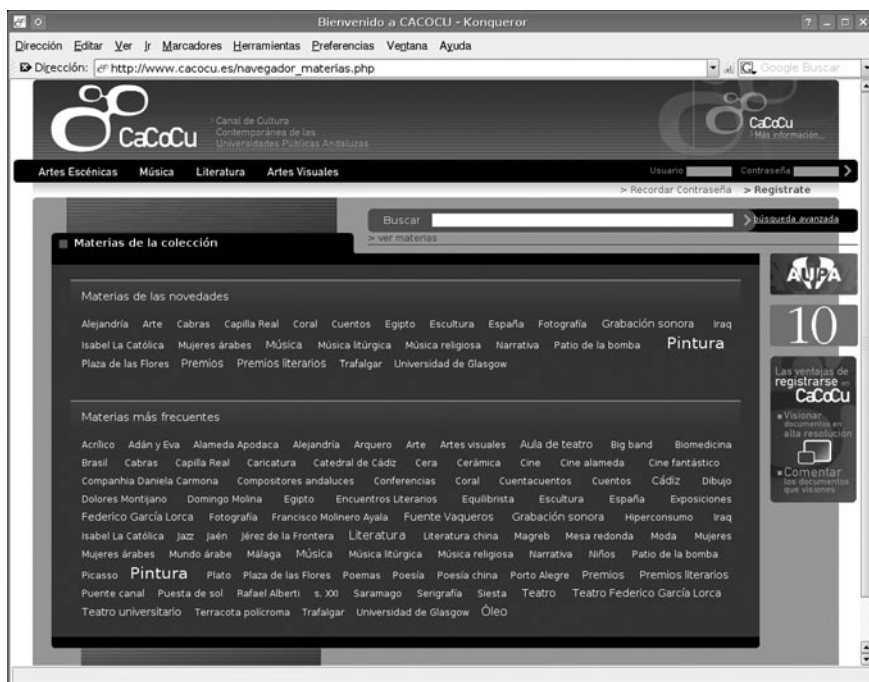 Bienvenido a CACOCU - Konqueror
Dirección Editar Ver Ir Marcadores Herramientas Preferencias Ventana Ayuda
Dirección: http://www.cacocu.es/navegador_materias.php Google Buscar
CaCoCu
> Canal de Cultura
Contemporánea de las
Universidades Públicas Andaluzas
CaCoCu
> Más información...
Artes Escénicas Música Literatura Artes Visuales Usuario Contraseña
> Recordar Contraseña > Registrate
Buscar búsqueda avanzada
> ver materias
Materias de la colección
Materias de las novedades
Alejandría Arte Cabras Capilla Real Coral Cuentos Egipto Escultura España Fotografía Grabación sonora Iraq
Isabel La Católica Mujeres árabes Música Música litúrgica Música religiosa Narrativa Patio de la bomba Pintura
Plaza de las Flores Premios Premios literarios Trafalgar Universidad de Glasgow
Materias más frecuentes
Acrílico Adán y Eva Alameda Apodaca Alejandría Arquero Arte Artes visuales Aula de teatro Big band Biomedicina
Brasil Cabras Capilla Real Caricatura Catedral de Cádiz Cera Cerámica Cine Cine alameda Cine fantástico
Companhia Daniela Carmona Compositores andaluces Conferencias Coral Cuentacuentos Cuentos Cádiz Dibujo
Dolores Montijano Domingo Molina Egipto Encuentros Literarios Equilibrista Escultura España Exposiciones
Federico García Lorca Fotografía Francisco Molinero Ayala Fuente Vaqueros Grabación sonora Hiperconsumo Iraq
Isabel La Católica Jazz Jaén Jérez de la Frontera Literatura Literatura china Magreb Mesa redonda Moda Mujeres
Mujeres árabes Mundo árabe Málaga Música Música litúrgica Música religiosa Narrativa Niños Patio de la bomba
Picasso Pintura Plato Plaza de las Flores Poemas Poesía Poesía china Porto Alegre Premios Premios literarios
Puente canal Puesta de sol Rafael Alberti s. XXI Saramago Serigrafía Siesta Teatro Teatro Federico García Lorca
Teatro universitario Terracota polícroma Trafalgar Universidad de Glasgow Óleo
AUPA
10
Las ventajas de
registrarse en
CaCoCu
Visionar
documentos en
alta resolución
Comentar
los documentos
que visiones